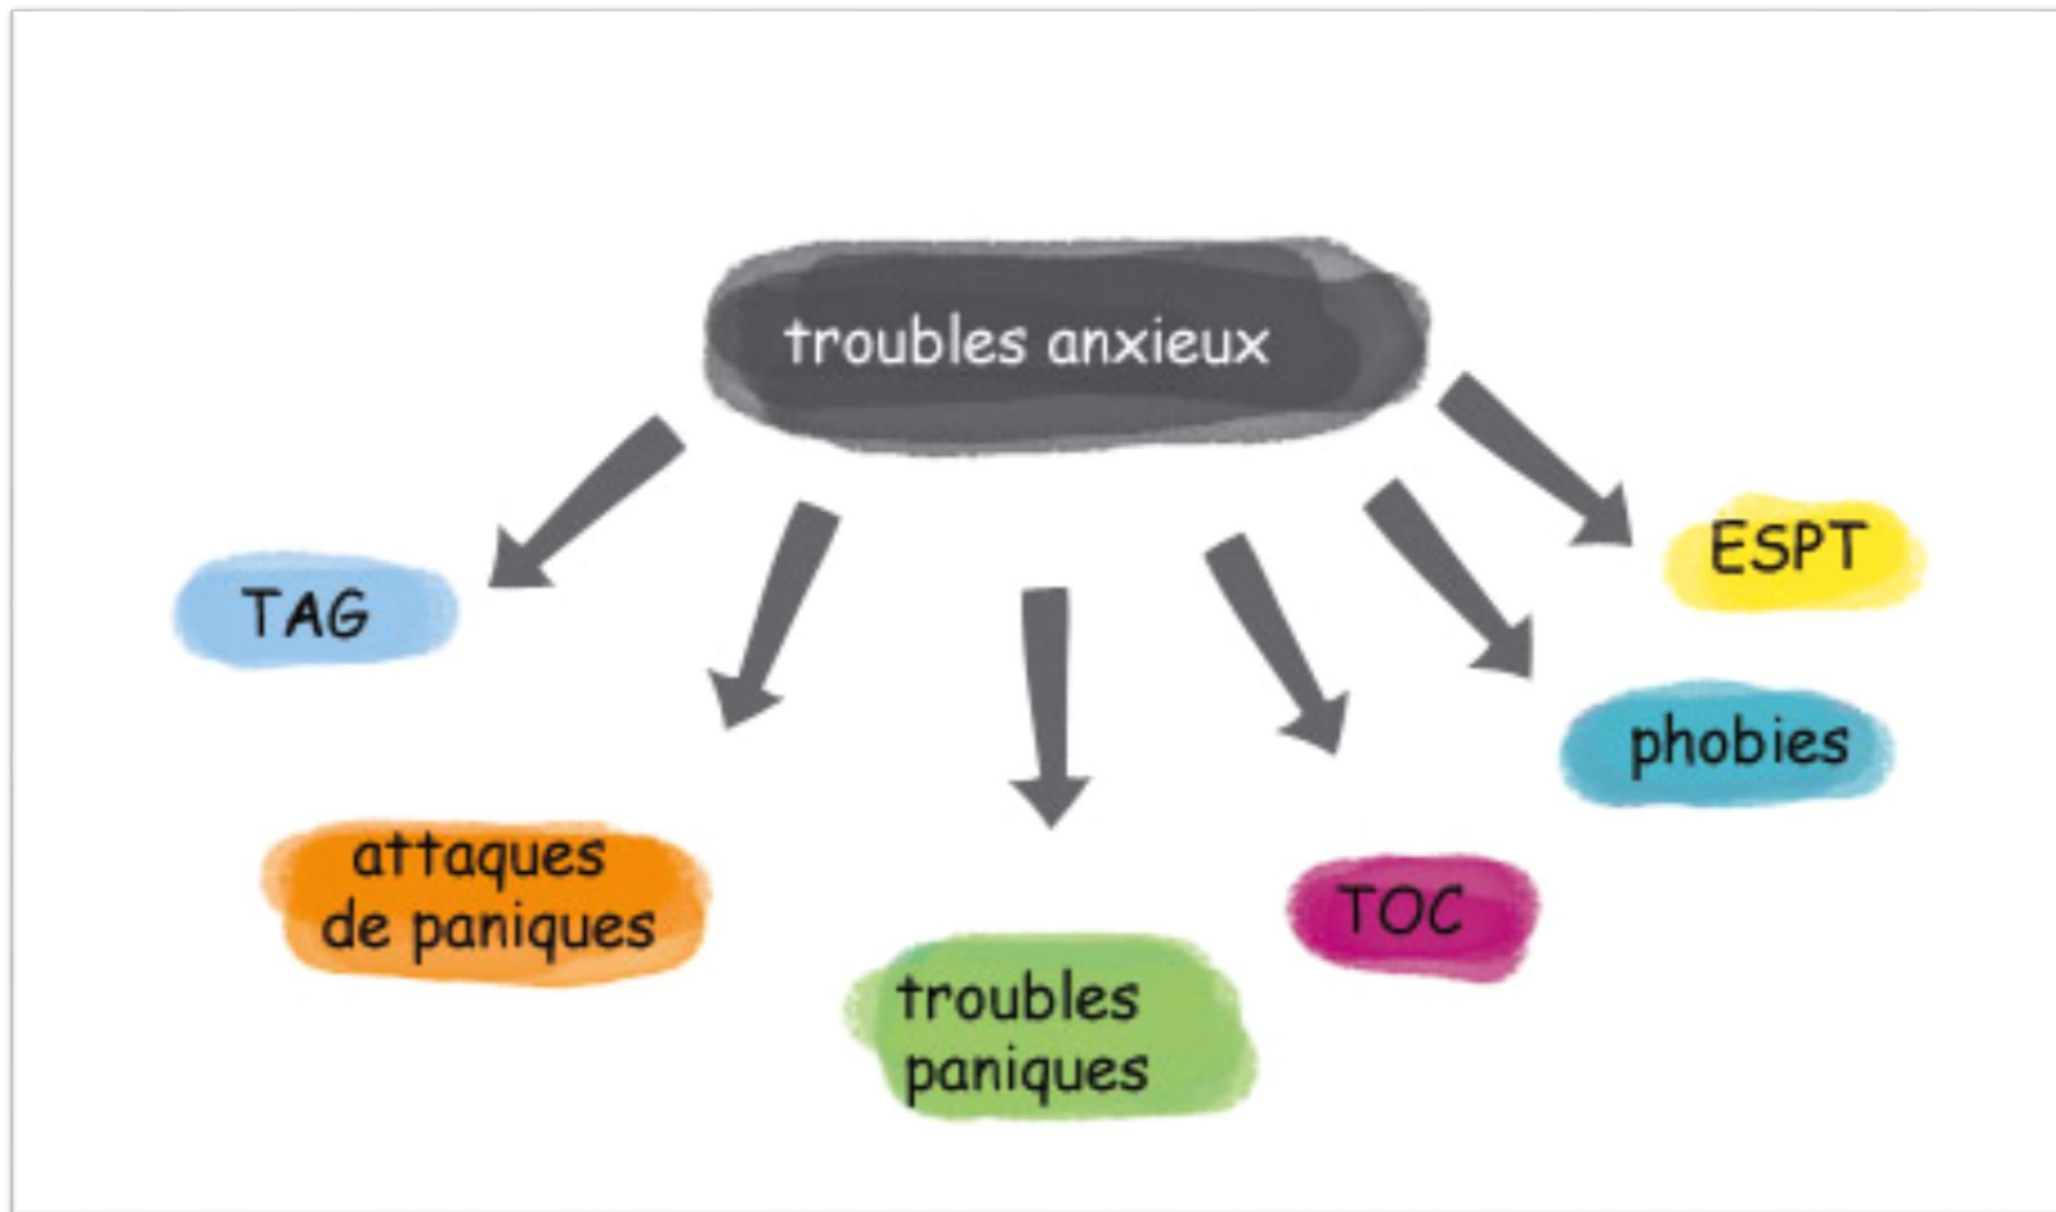 troubles anxieux
TAG
attaques
de paniques
troubles
paniques
TOC
phobies
ESPT